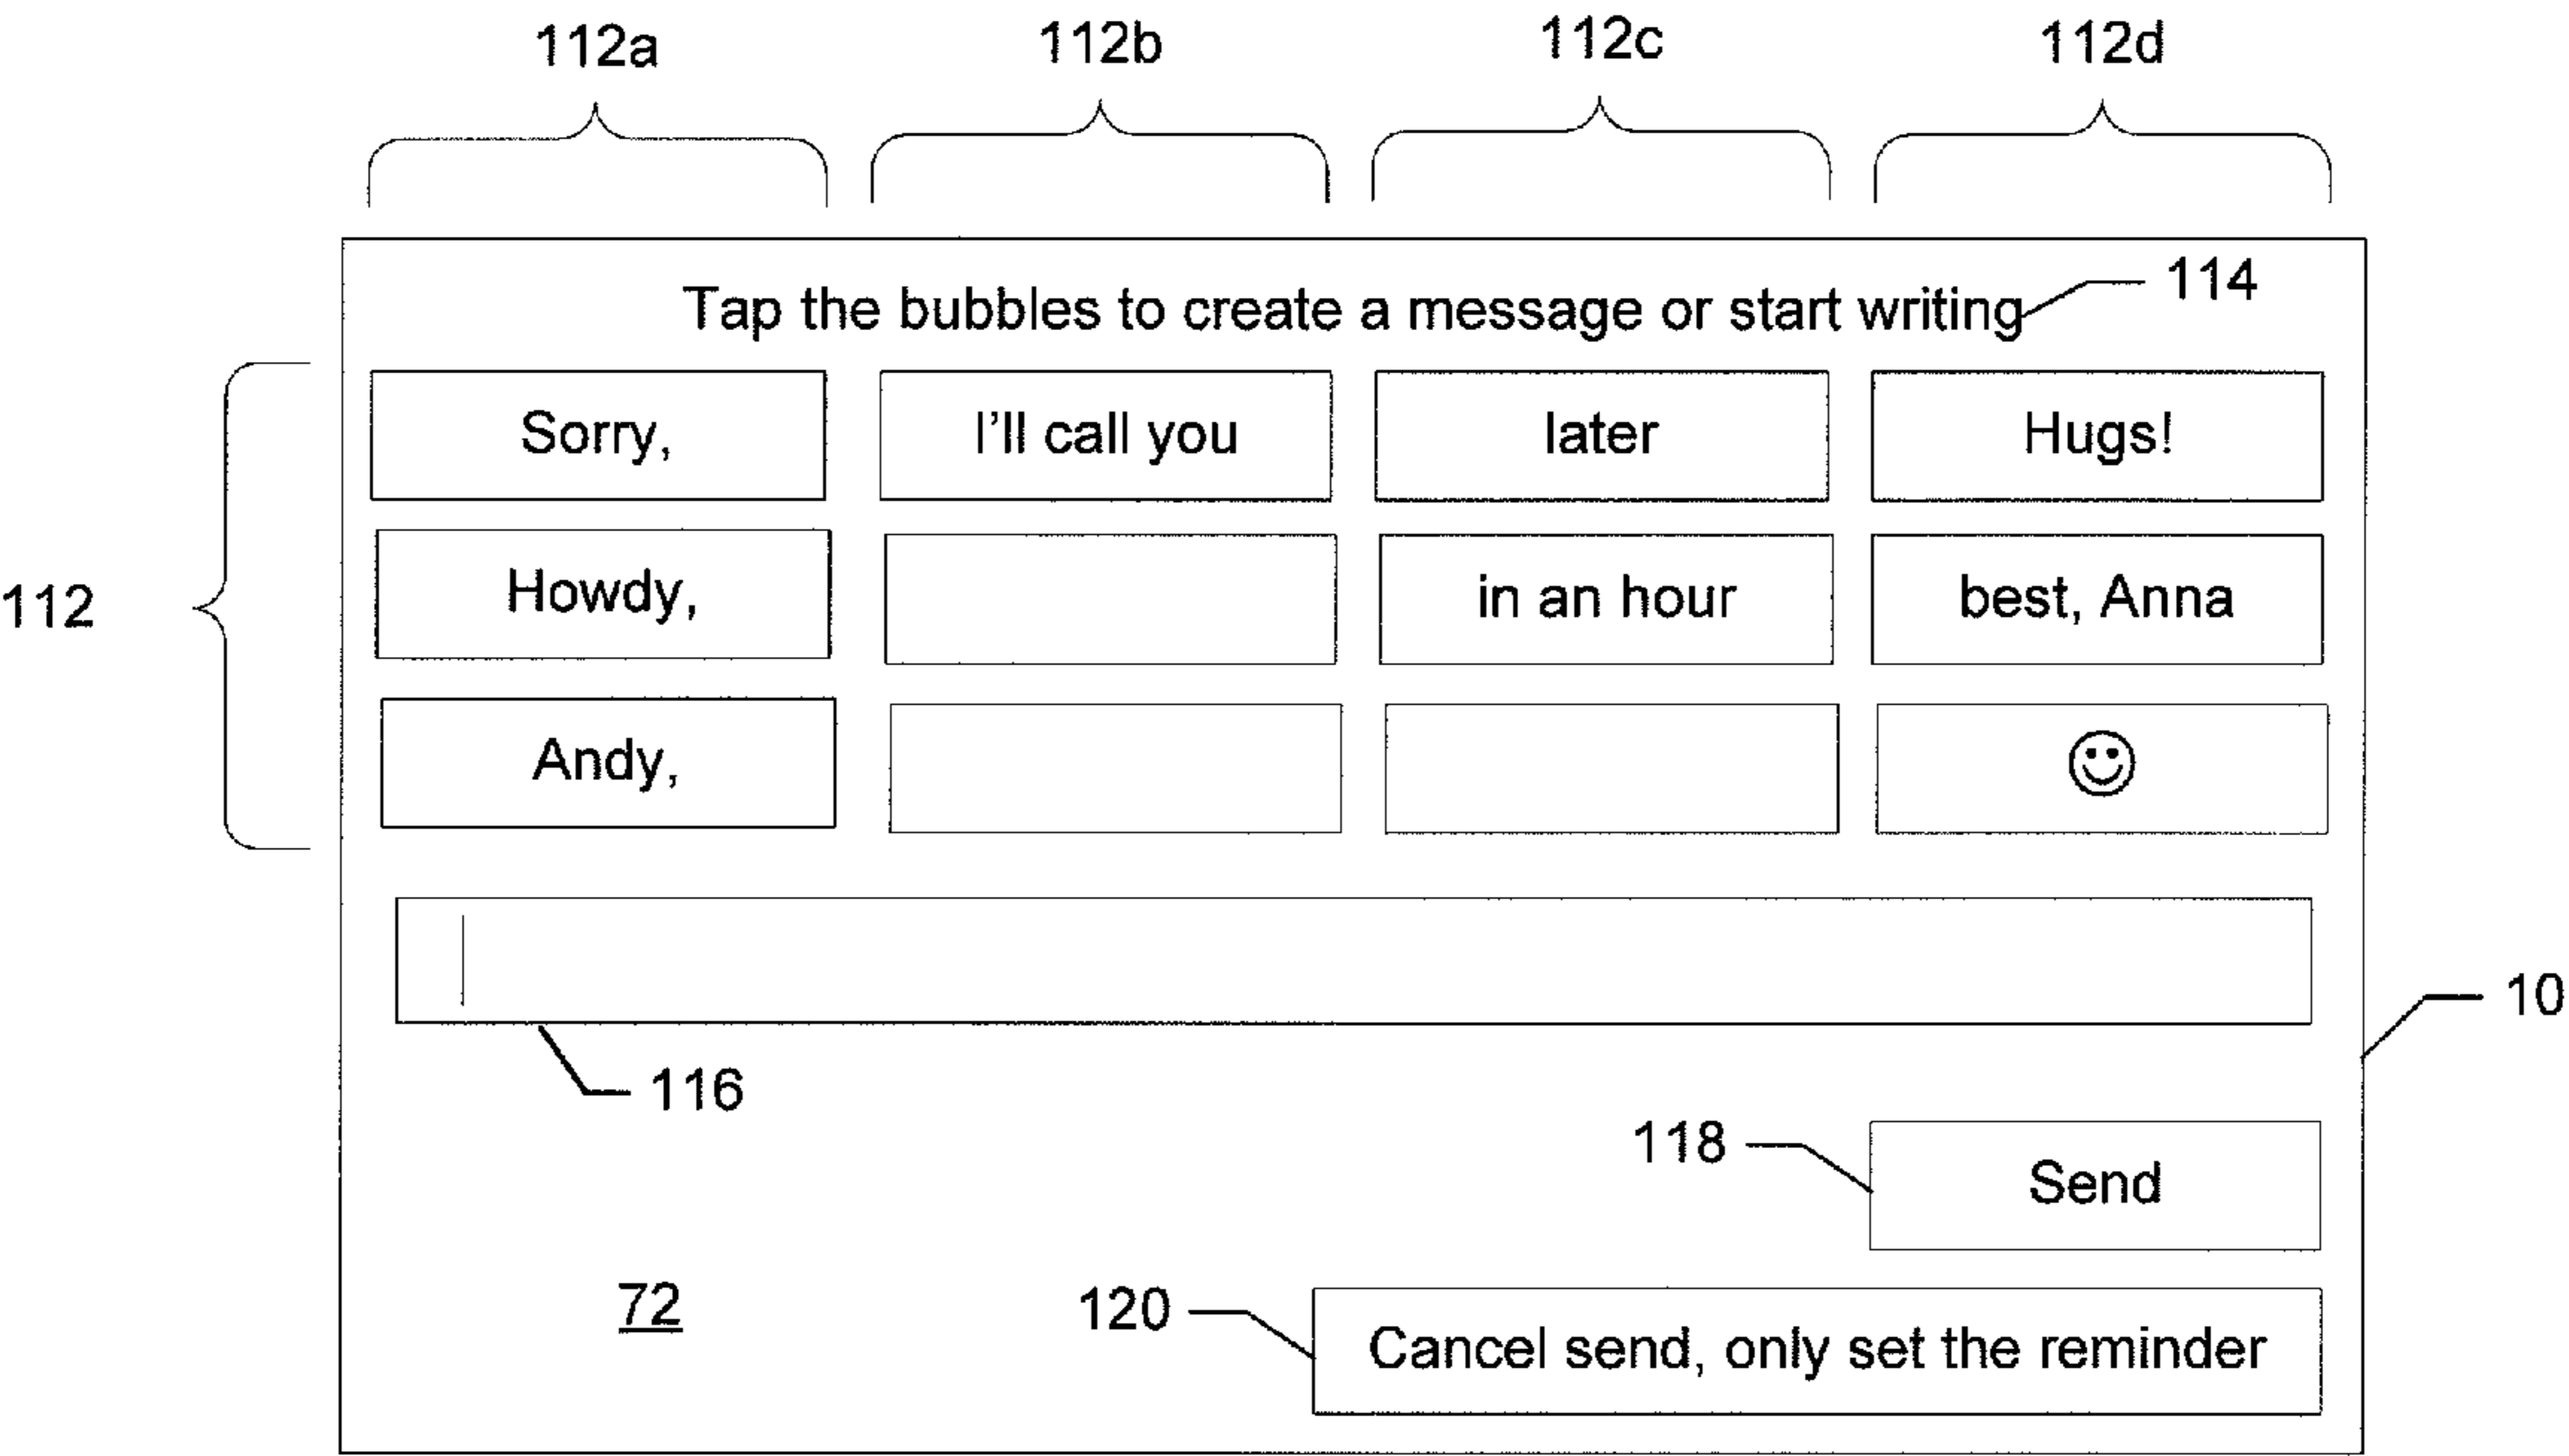 112a 112b 112c 112d
Tap the bubbles to create a message or start writing 114
Sorry, I'll call you later Hugs!
112 Howdy, in an hour best, Anna
Andy,
10
116
118 Send
72 120 Cancel send, only set the reminder